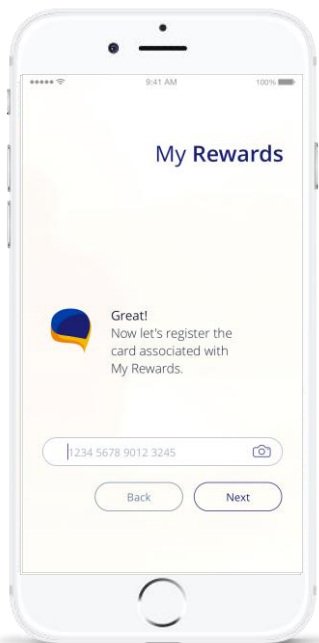 9:41 AM
100%
My Rewards
Great!
Now let's register the
card associated with
My Rewards.
1234 5678 9012 3245
Back
Next